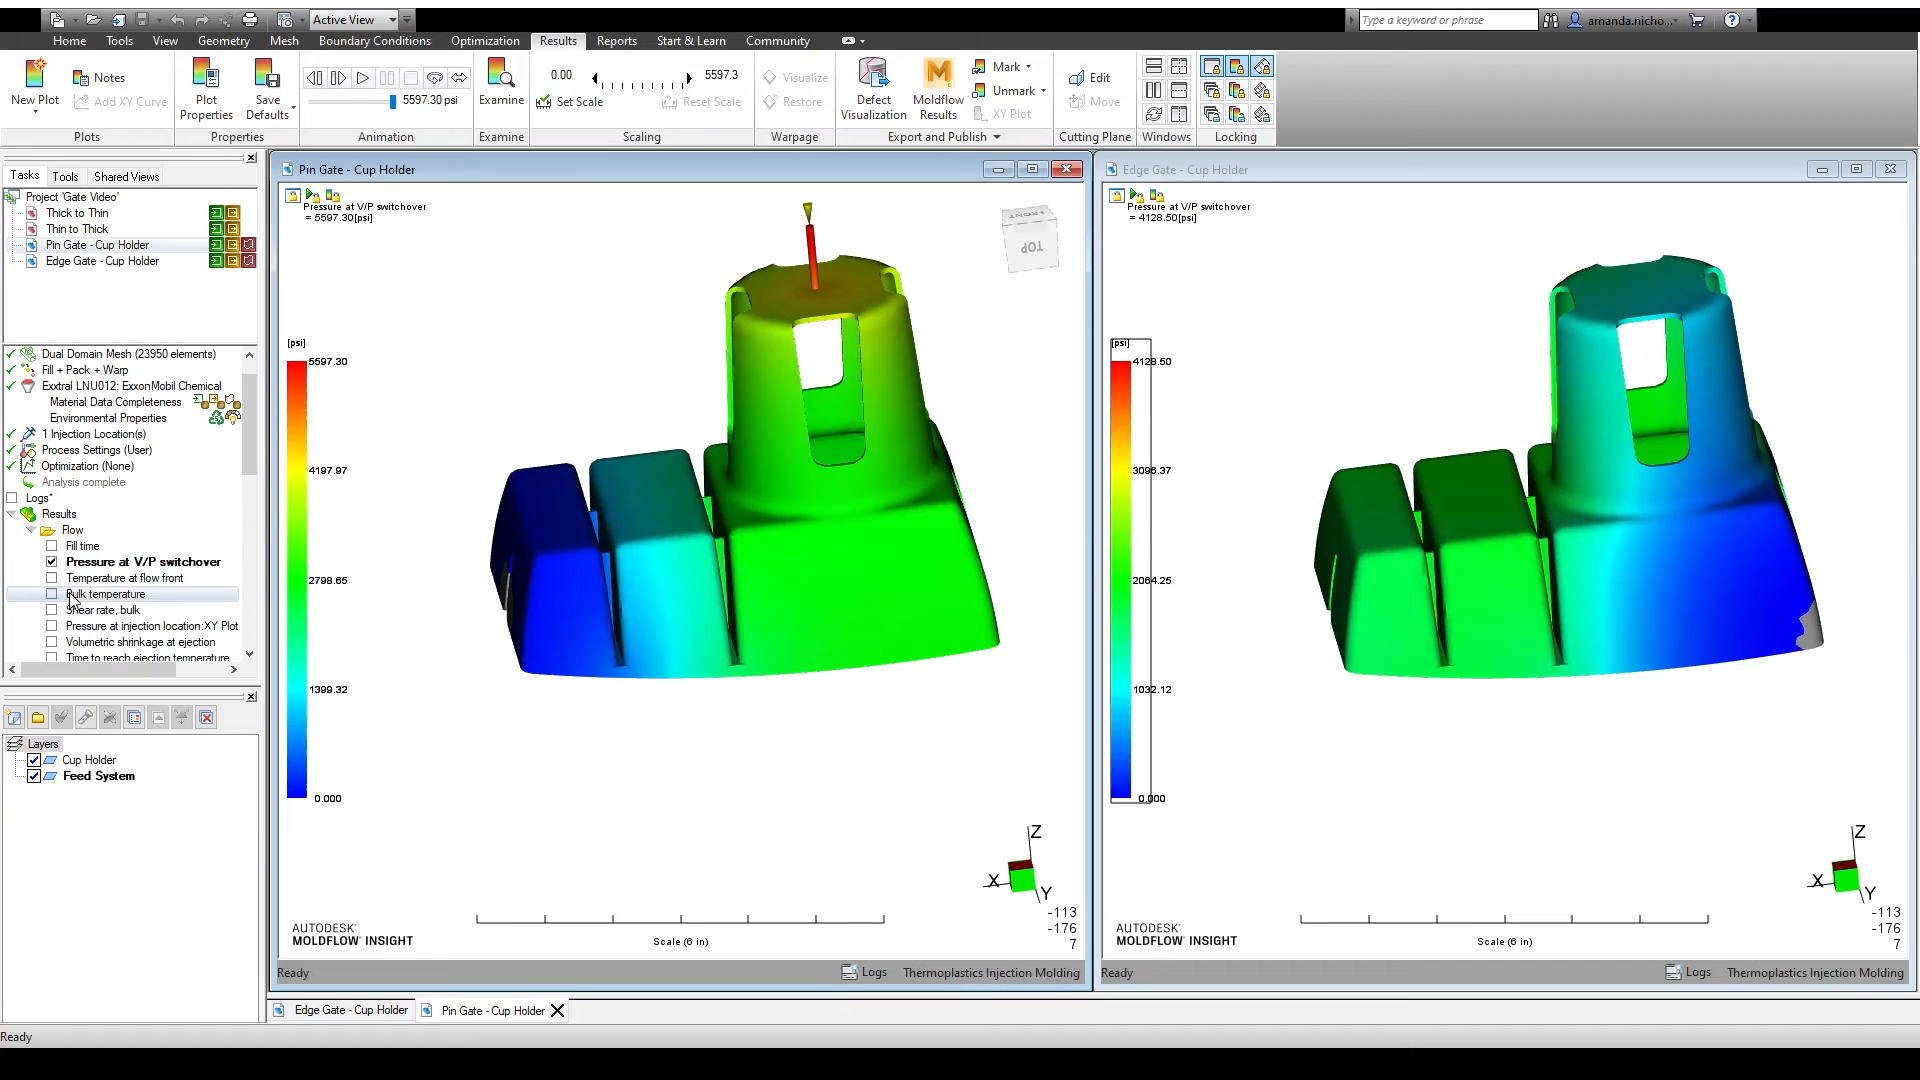 Active View
Type a keyword or phrase
amanda.nicho...
Home
Tools
View
Geometry
Mesh
Boundary Conditions
Optimization
Results
Reports
Start & Learn
Community
New Plot
Notes
Add XY Curve
Plots
Plot
Properties
Save
Defaults
Properties
5597.30 psi
Animation
Examine
Examine
0.00
5597.3
Set Scale
Reset Scale
Scaling
Visualize
Restore
Warpage
Defect
Visualization
Moldflow
Results
Mark
Unmark
XY Plot
Export and Publish
Edit
Move
Cutting Plane
Windows
Locking
Tasks
Tools
Shared Views
Project 'Gate Video'
Thick to Thin
Thin to Thick
Pin Gate - Cup Holder
Edge Gate - Cup Holder
Dual Domain Mesh (23950 elements)
Fill + Pack + Warp
Exxtral LNU012: ExxonMobil Chemical
Material Data Completeness
Environmental Properties
1 Injection Location(s)
Process Settings (User)
Optimization (None)
Analysis complete
Logs*
Results
Flow
Fill time
Pressure at V/P switchover
Temperature at flow front
Bulk temperature
Shear rate, bulk
Pressure at injection location:XY Plot
Volumetric shrinkage at ejection
Time to reach ejection temperature
Layers
Cup Holder
Feed System
Pin Gate - Cup Holder
Pressure at V/P switchover
= 5597.30[psi]
FRONT
TOP
[psi]
5597.30
4197.97
2798.65
1399.32
0.000
Z
X
Y
-113
-176
7
AUTODESK
MOLDFLOW INSIGHT
Scale (6 in)
Ready
Logs
Thermoplastics Injection Molding
Edge Gate - Cup Holder
Pressure at V/P switchover
= 4128.50[psi]
[psi]
4128.50
3096.37
2064.25
1032.12
0.000
Z
X
Y
-113
-176
7
AUTODESK
MOLDFLOW INSIGHT
Scale (6 in)
Ready
Logs
Thermoplastics Injection Molding
Edge Gate - Cup Holder
Pin Gate - Cup Holder
Ready